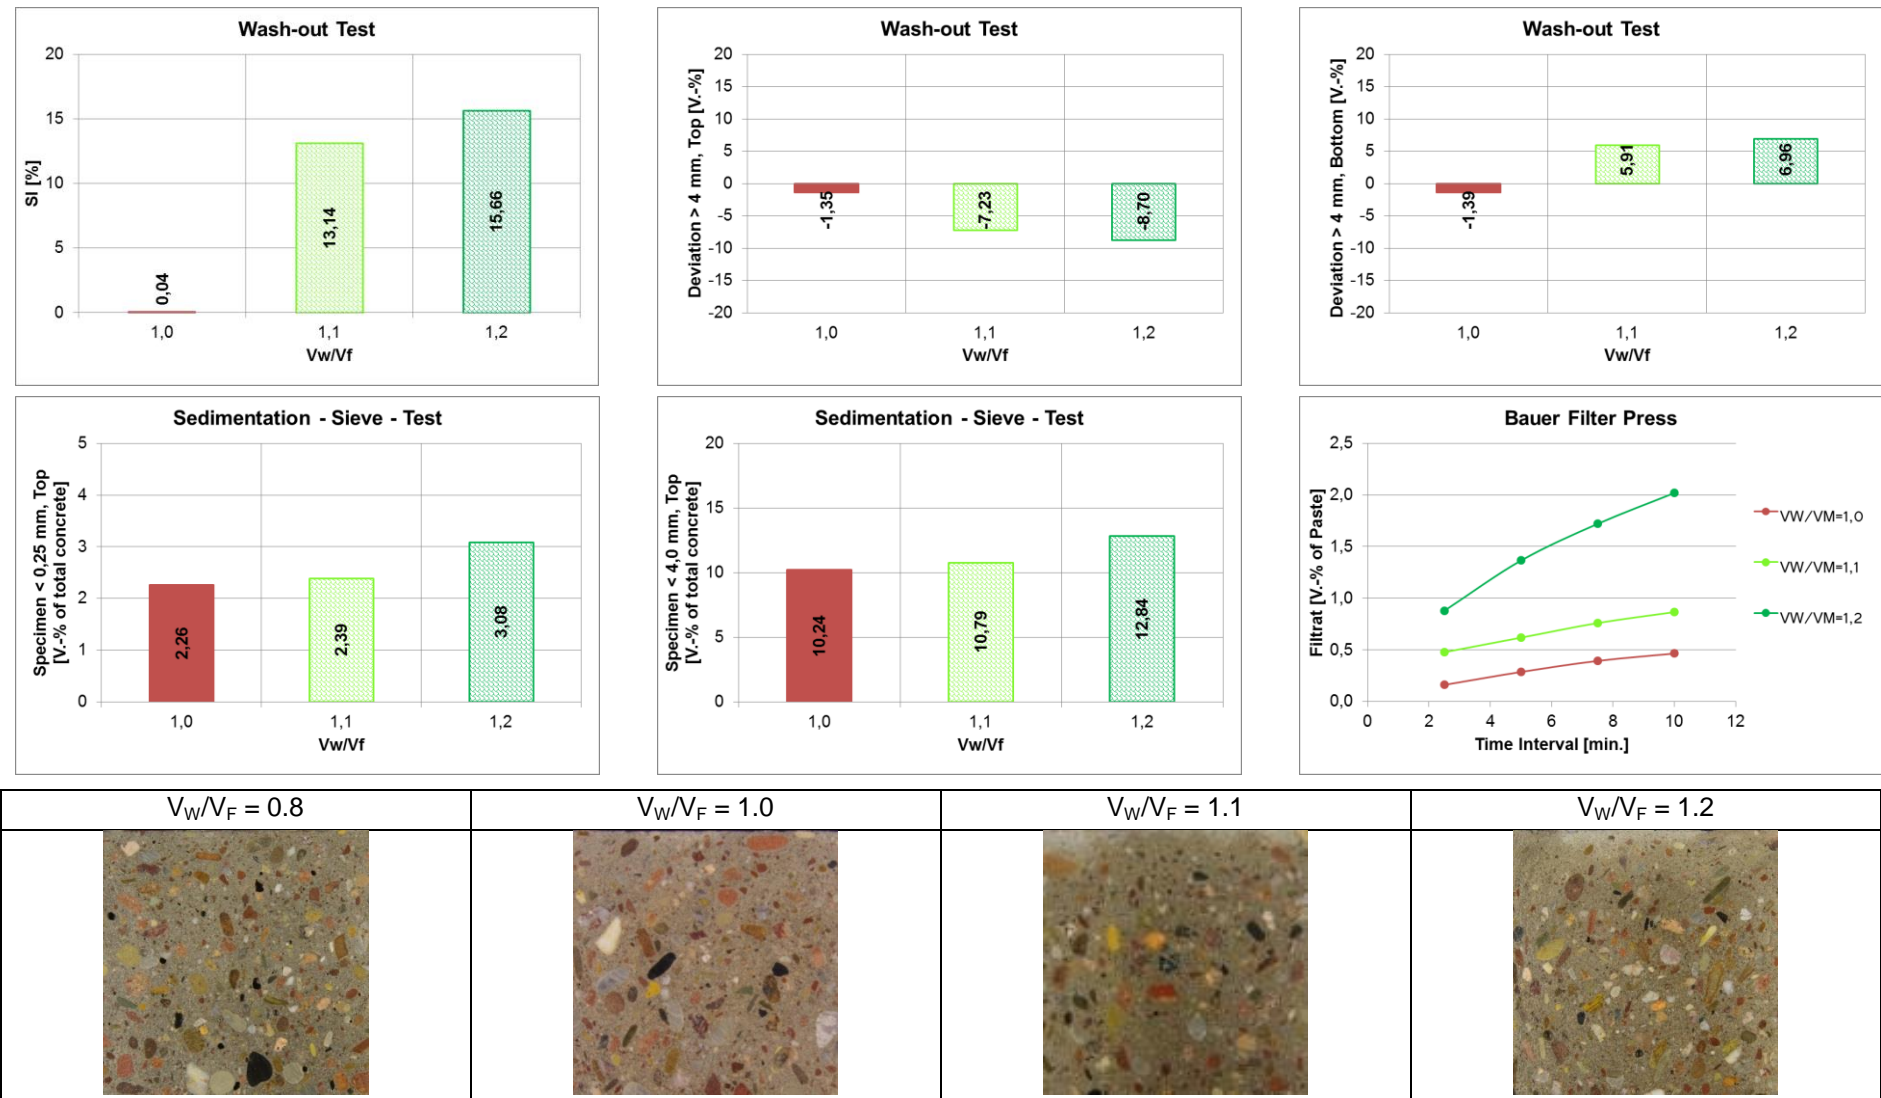 Wash-out Test
SI [%]
20
15
10
5
0
0,04
13,14
15,66
1,0 1,1 1,2
Vw/Vf
Wash-out Test
Deviation > 4 mm, Top [V.-%]
20
15
10
5
0
-5
-10
-15
-20
-1,35
-7,23
-8,70
1,0 1,1 1,2
Vw/Vf
Wash-out Test
Deviation > 4 mm, Bottom [V.-%]
20
15
10
5
0
-5
-10
-15
-20
-1,39
5,91
6,96
1,0 1,1 1,2
Vw/Vf
Sedimentation - Sieve - Test
Specimen < 0,25 mm, Top
[V.-% of total concrete]
5
4
3
2
1
0
2,26
2,39
3,08
1,0 1,1 1,2
Vw/Vf
Sedimentation - Sieve - Test
Specimen < 4,0 mm, Top
[V.-% of total concrete]
20
15
10
5
0
10,24
10,79
12,84
1,0 1,1 1,2
Vw/Vf
Bauer Filter Press
Filtrat [V.-% of Paste]
2,5
2,0
1,5
1,0
0,5
0,0
0 2 4 6 8 10 12
Time Interval [min.]
VW/VM=1,0
VW/VM=1,1
VW/VM=1,2
VW/VF = 0.8
VW/VF = 1.0
VW/VF = 1.1
VW/VF = 1.2